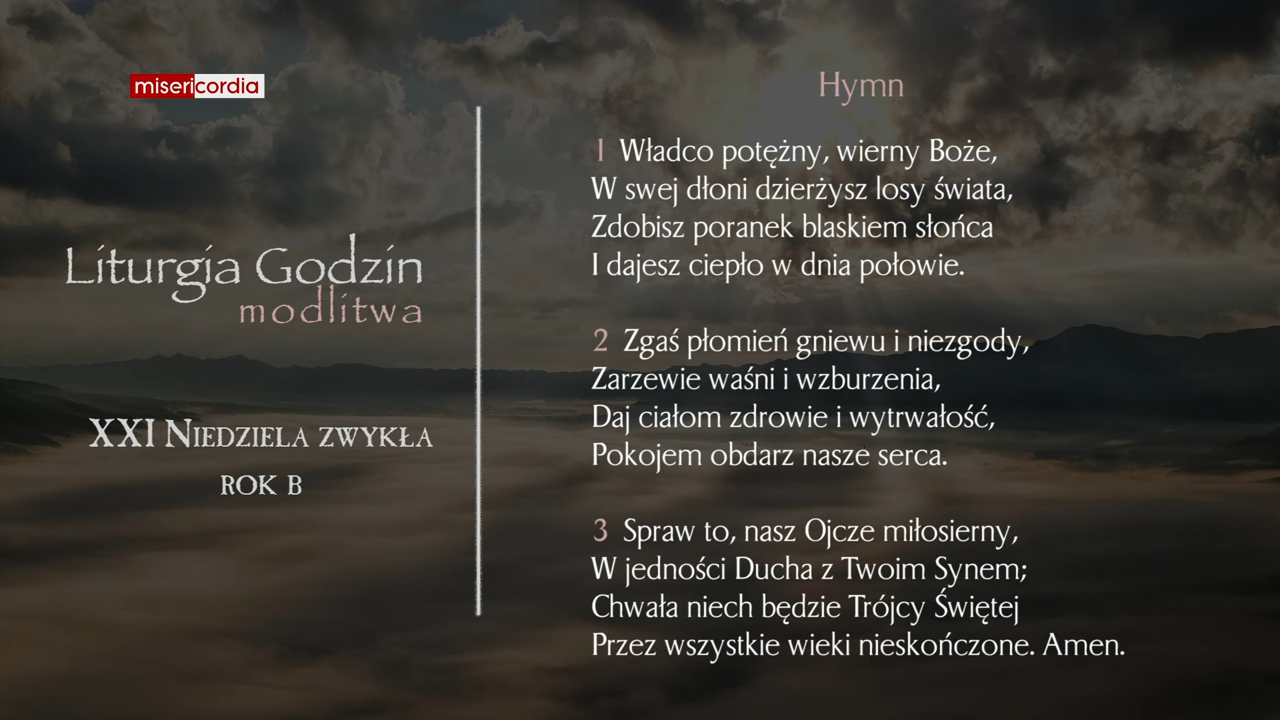 misericordia
Liturgia Godzin
modlitwa
XXI Niedziela zwykła
rok B
Hymn
1 Władco potężny, wierny Boże,
W swej dłoni dzierżysz losy świata,
Zdobisz poranek blaskiem słońca
I dajesz ciepło w dnia połowie.
2 Zgaś płomień gniewu i niezgody,
Zarzewie waśni i wzburzenia,
Daj ciałom zdrowie i wytrwałość,
Pokojem obdarz nasze serca.
3 Spraw to, nasz Ojcze miłosierny,
W jedności Ducha z Twoim Synem;
Chwała niech będzie Trójcy Świętej
Przez wszystkie wieki nieskończone. Amen.